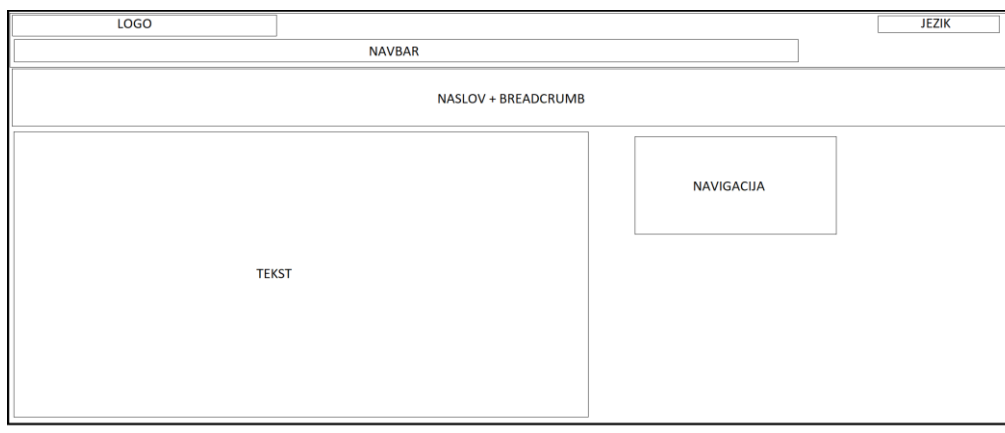 LOGO
JEZIK
NAVBAR
NASLOV + BREADCRUMB
NAVIGACIJA
TEKST